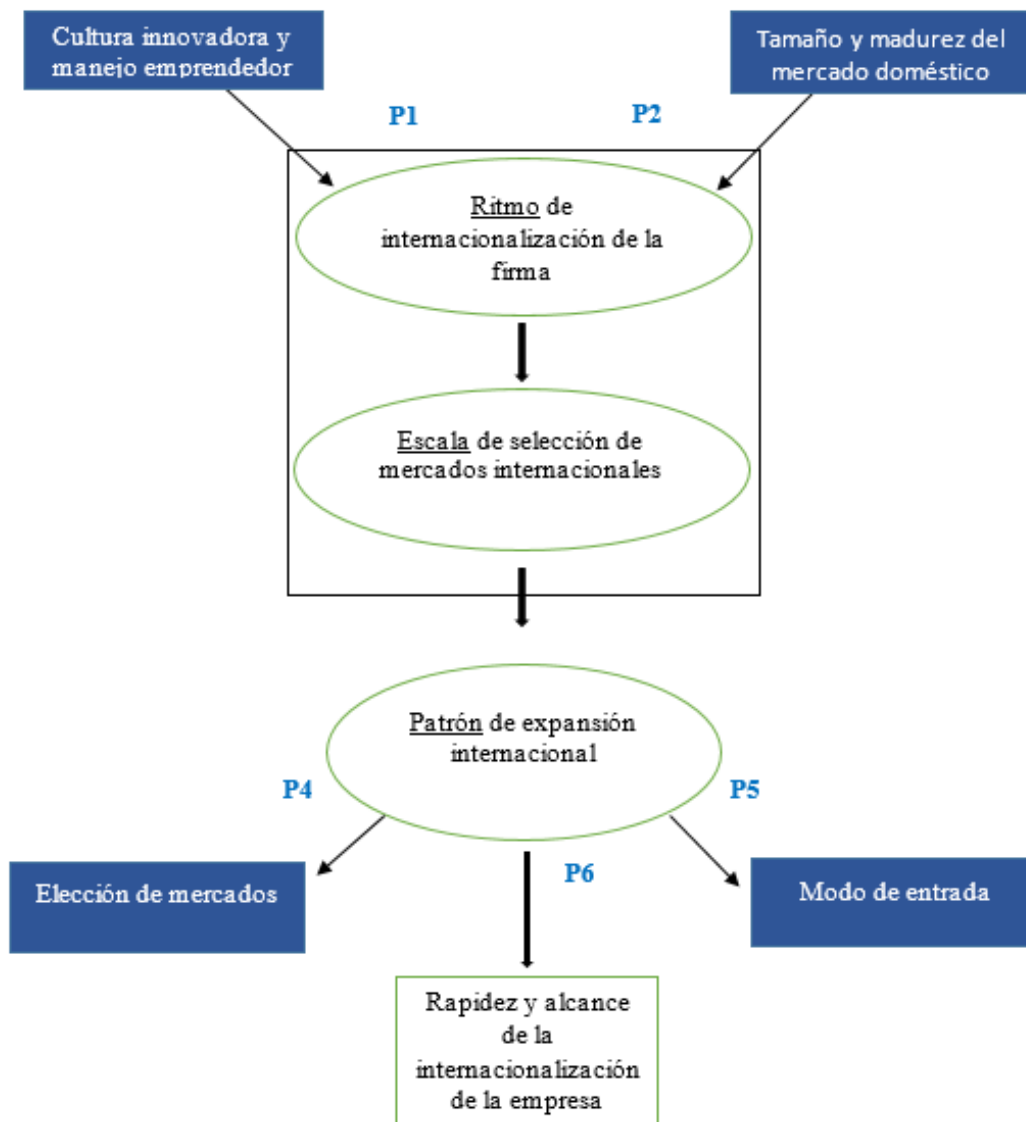 Cultura innovadora y
manejo emprendedor
Tamaño y madurez del
mercado doméstico
P1
P2
Ritmo de
internacionalización de la
firma
Escala de selección de
mercados internacionales
Patrón de expansión
internacional
P4
P5
Elección de mercados
P6
Modo de entrada
Rapidez y alcance
de la
internacionalización
de la empresa